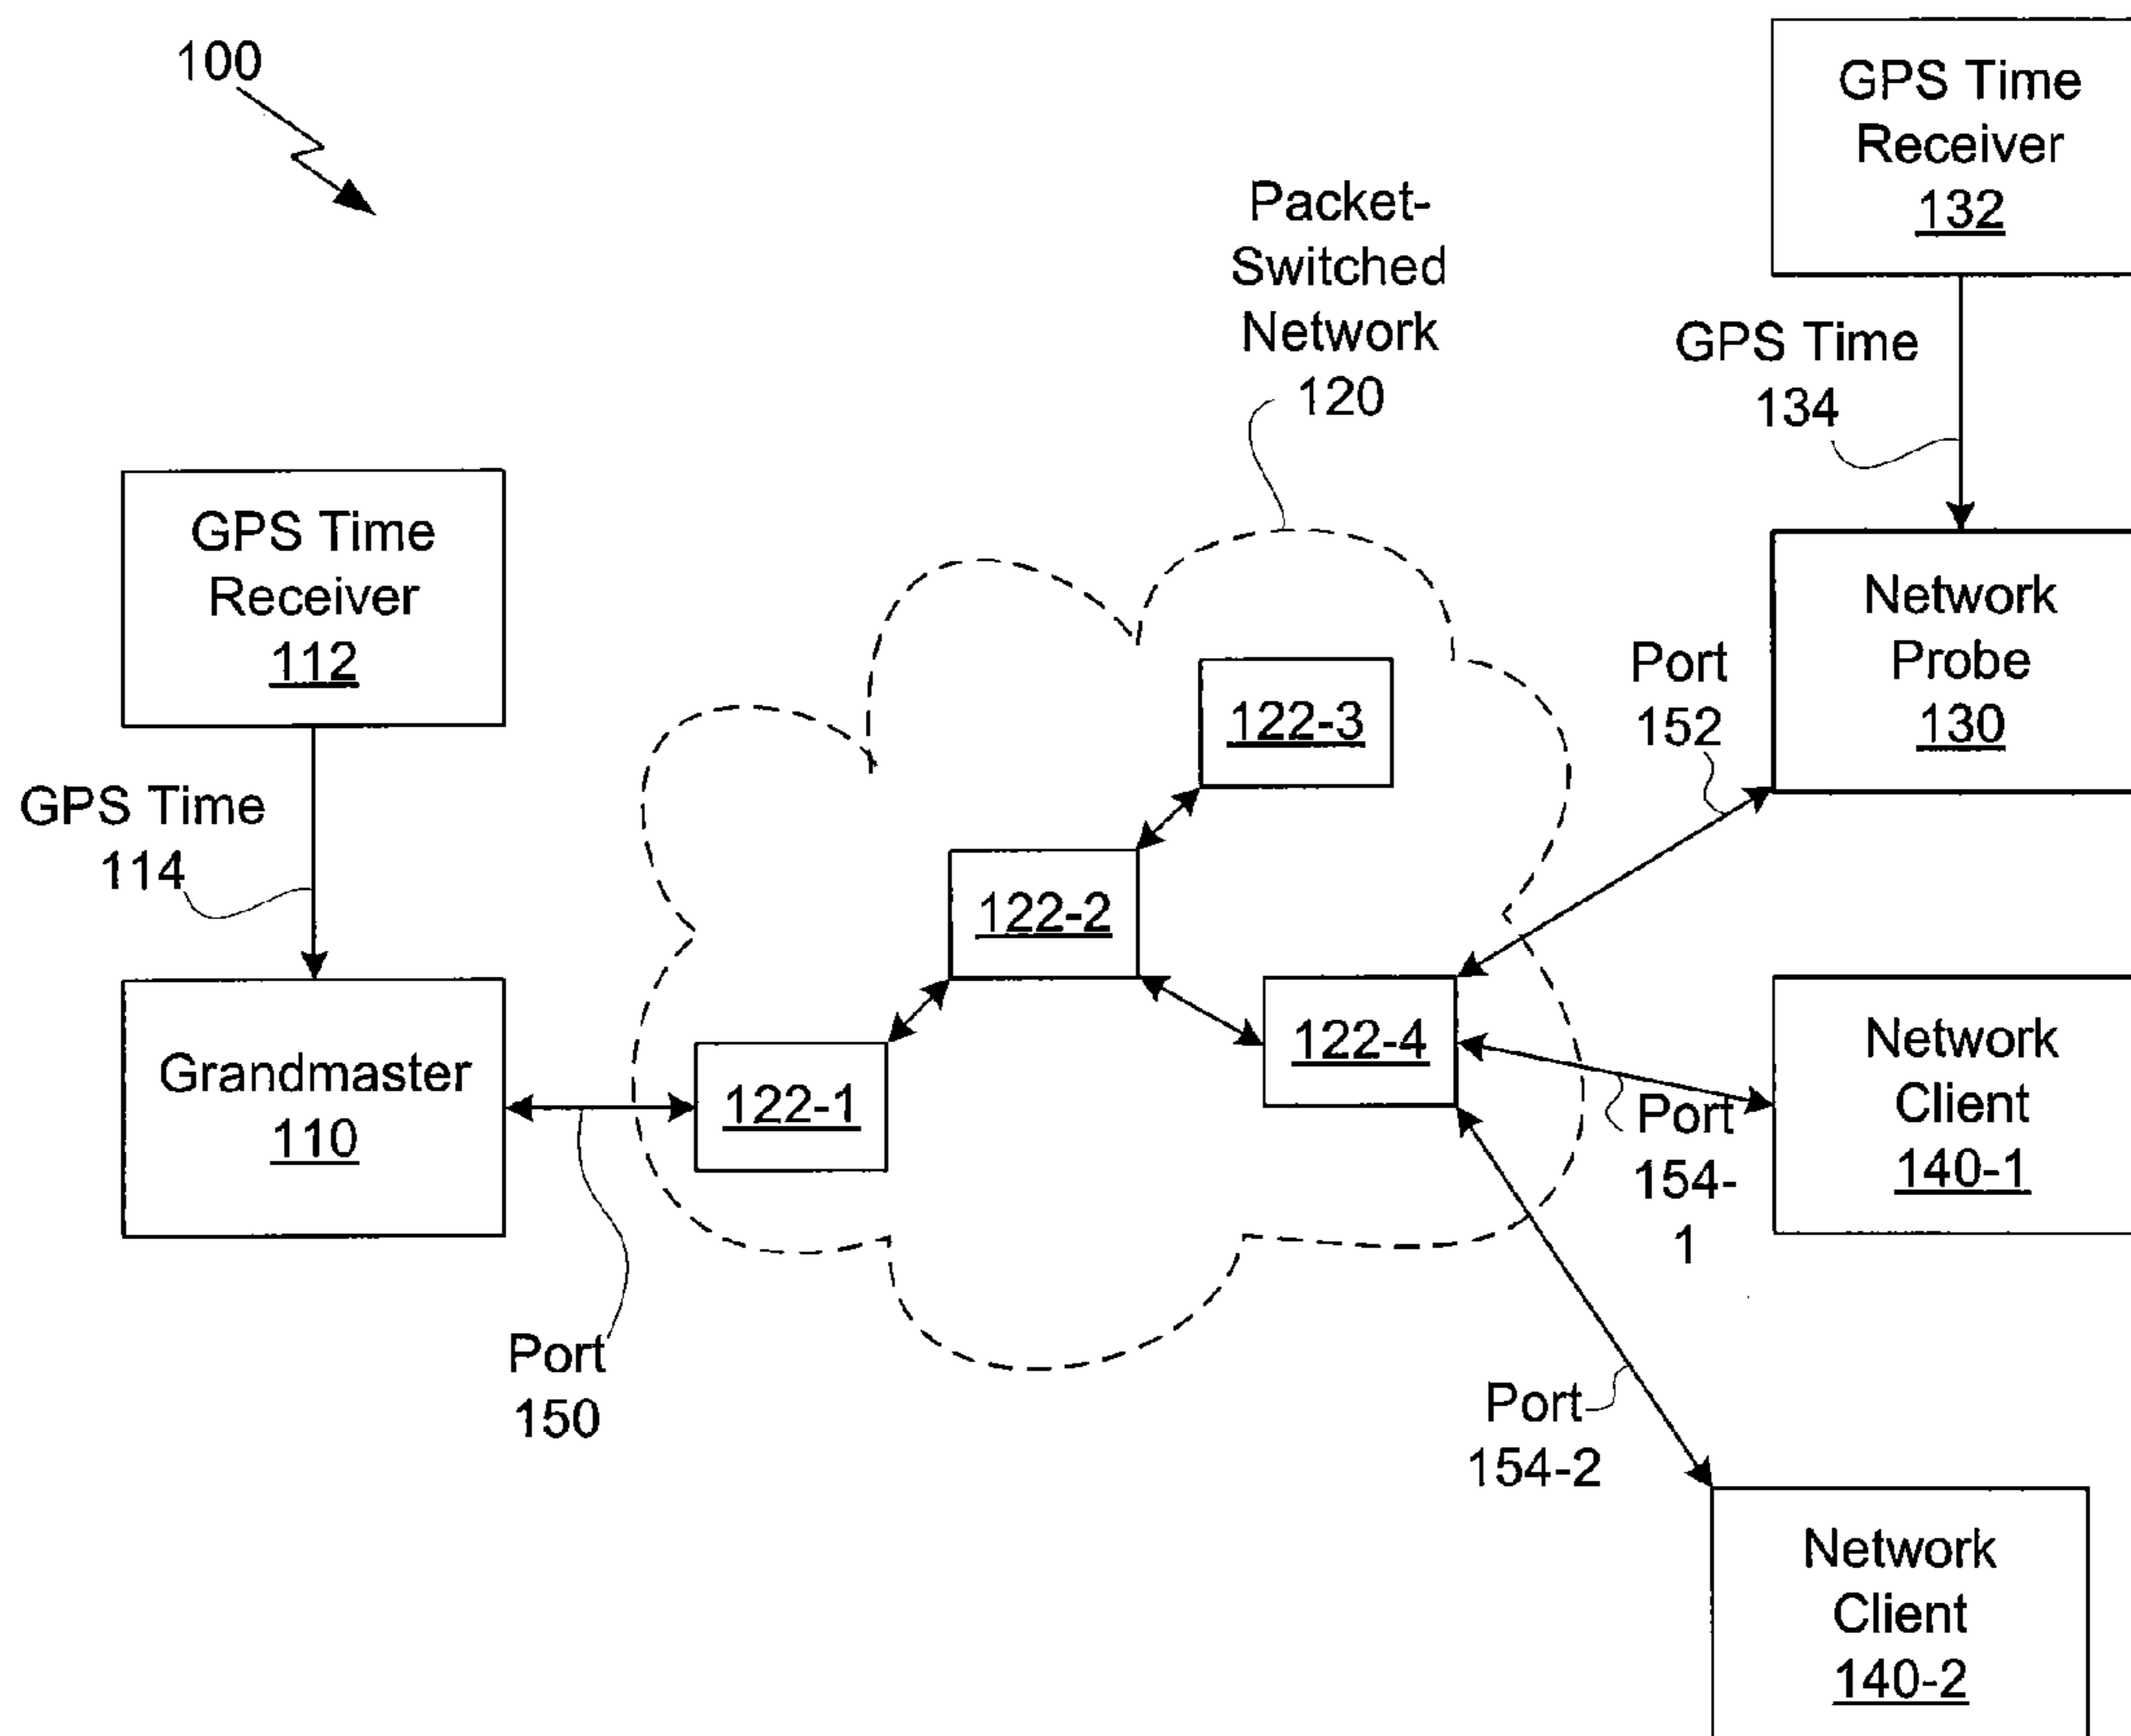 100
GPS Time
Receiver
132
Packet-
Switched
Network
120
GPS Time
134
GPS Time
Receiver
112
Network
Probe
130
Port
152
122-3
GPS Time
114
122-2
122-4
Grandmaster
110
122-1
Network
Client
140-1
Port
154-
1
Port
150
Port
154-2
Network
Client
140-2